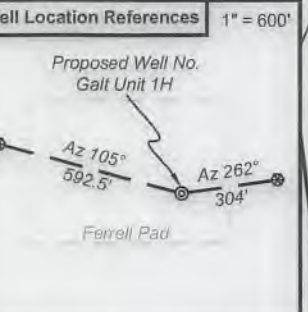 ell Location References
1" = 600'
Proposed Well No.
Galt Unit 1H
Az 105°
592.5'
Az 262°
304'
Ferrell Pad